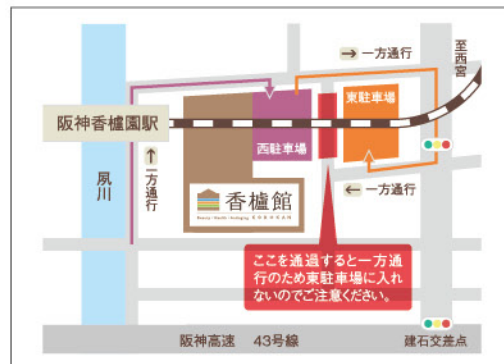 → 一方通行
至西宮
東駐車場
阪神香櫨園駅
西駐車場
↑一方通行
夙川
← 一方通行
香櫨館
ここを通過すると一方通
行のため東駐車場に入れ
ないのでご注意ください。
阪神高速 43号線
建石交差点